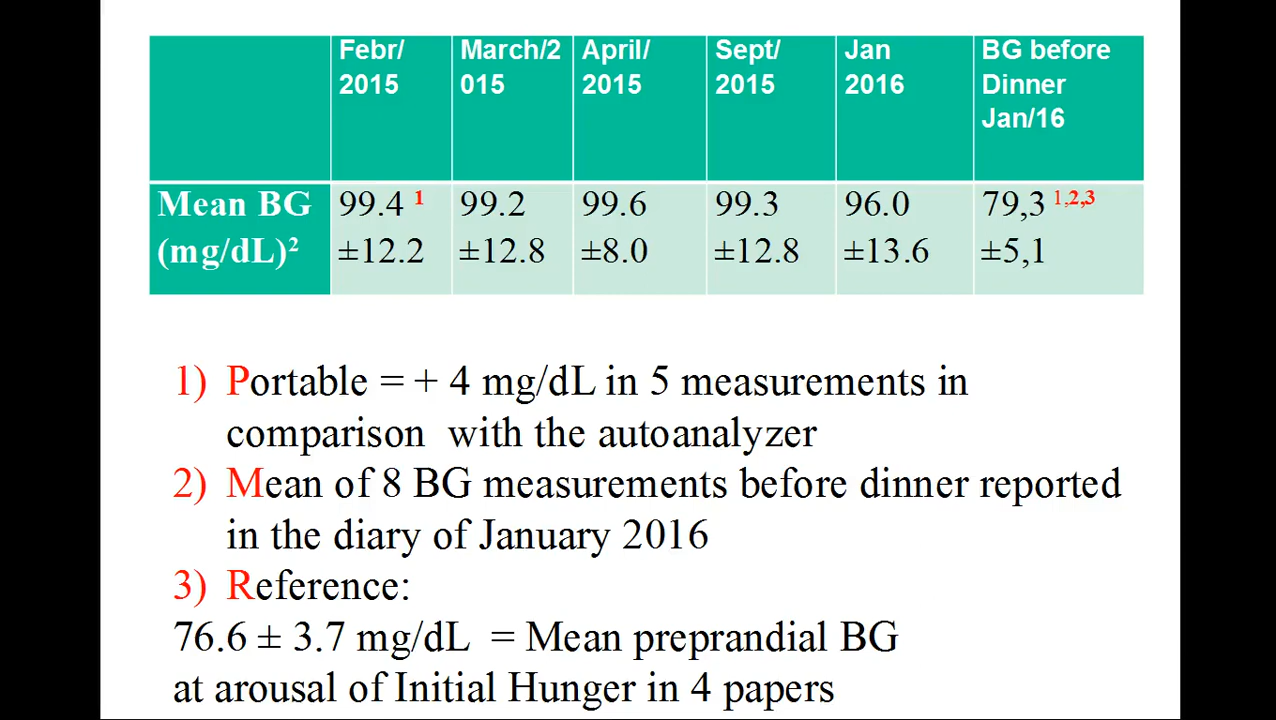 Febr/
2015
March/2
015
April/
2015
Sept/
2015
Jan
2016
BG before
Dinner
Jan/16
Mean BG
(mg/dL)²
99.4 ¹
±12.2
99.2
±12.8
99.6
±8.0
99.3
±12.8
96.0
±13.6
79,3 ¹,²,³
±5,1
1) Portable = + 4 mg/dL in 5 measurements in
comparison with the autoanalyzer
2) Mean of 8 BG measurements before dinner reported
in the diary of January 2016
3) Reference:
76.6 ± 3.7 mg/dL = Mean preprandial BG
at arousal of Initial Hunger in 4 papers